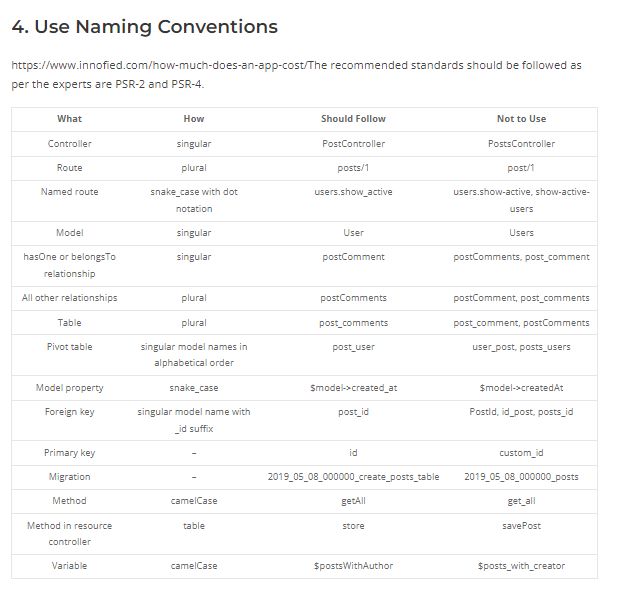 4. Use Naming Conventions
https://www.innofied.com/how-much-does-an-app-cost/The recommended standards should be followed as
per the experts are PSR-2 and PSR-4.
What How Should Follow Not to Use
Controller singular PostController PostsController
Route plural posts/1 post/1
Named route snake_case with dot notation users.show_active users.show-active, show-active-users
Model singular User Users
hasOne or belongsTo relationship singular postComment postComments, post_comment
All other relationships plural postComments postComment, post_comments
Table plural post_comments post_comment, postComments
Pivot table singular model names in alphabetical order post_user user_post, posts_users
Model property snake_case $model->created_at $model->createdAt
Foreign key singular model name with _id suffix post_id PostId, id_post, posts_id
Primary key – id custom_id
Migration – 2019_05_08_000000_create_posts_table 2019_05_08_000000_posts
Method camelCase getAll get_all
Method in resource controller table store savePost
Variable camelCase $postsWithAuthor $posts_with_creator